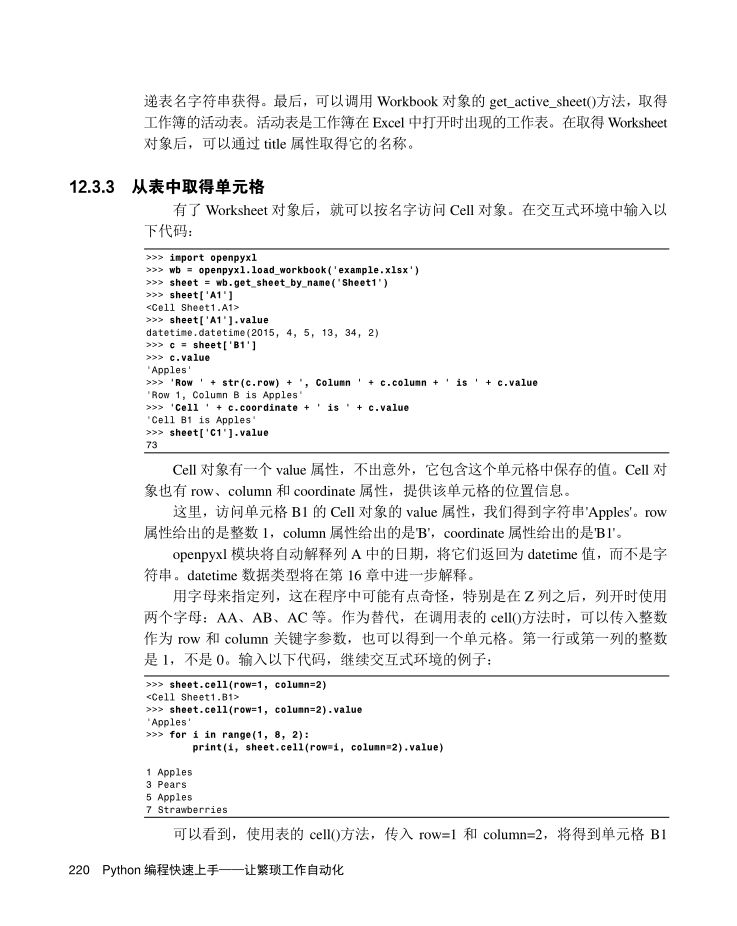 递表名字符串获得。最后，可以调用 Workbook 对象的 get_active_sheet()方法，取得
工作簿的活动表。活动表是工作簿在 Excel 中打开时出现的工作表。在取得 Worksheet
对象后，可以通过 title 属性取得它的名称。
12.3.3 从表中取得单元格
有了 Worksheet 对象后，就可以按名字访问 Cell 对象。在交互式环境中输入以
下代码：
>>> import openpyxl
>>> wb = openpyxl.load_workbook('example.xlsx')
>>> sheet = wb.get_sheet_by_name('Sheet1')
>>> sheet['A1']
<Cell Sheet1.A1>
>>> sheet['A1'].value
datetime.datetime(2015, 4, 5, 13, 34, 2)
>>> c = sheet['B1']
>>> c.value
'Apples'
>>> 'Row ' + str(c.row) + ', Column ' + c.column + ' is ' + c.value
'Row 1, Column B is Apples'
>>> 'Cell ' + c.coordinate + ' is ' + c.value
'Cell B1 is Apples'
>>> sheet['C1'].value
73
Cell 对象有一个 value 属性，不出意外，它包含这个单元格中保存的值。Cell 对
象也有 row、column 和 coordinate 属性，提供该单元格的位置信息。
这里，访问单元格 B1 的 Cell 对象的 value 属性，我们得到字符串'Apples'。row
属性给出的是整数 1，column 属性给出的是'B'，coordinate 属性给出的是'B1'。
openpyxl 模块将自动解释列 A 中的日期，将它们返回为 datetime 值，而不是字
符串。datetime 数据类型将在第 16 章中进一步解释。
用字母来指定列，这在程序中可能有点奇怪，特别是在 Z 列之后，列开时使用
两个字母：AA、AB、AC 等。作为替代，在调用表的 cell()方法时，可以传入整数
作为 row 和 column 关键字参数，也可以得到一个单元格。第一行或第一列的整数
是 1，不是 0。输入以下代码，继续交互式环境的例子：
>>> sheet.cell(row=1, column=2)
<Cell Sheet1.B1>
>>> sheet.cell(row=1, column=2).value
'Apples'
>>> for i in range(1, 8, 2):
print(i, sheet.cell(row=i, column=2).value)
1 Apples
3 Pears
5 Apples
7 Strawberries
可以看到，使用表的 cell()方法，传入 row=1 和 column=2，将得到单元格 B1
220 Python 编程快速上手——让繁琐工作自动化